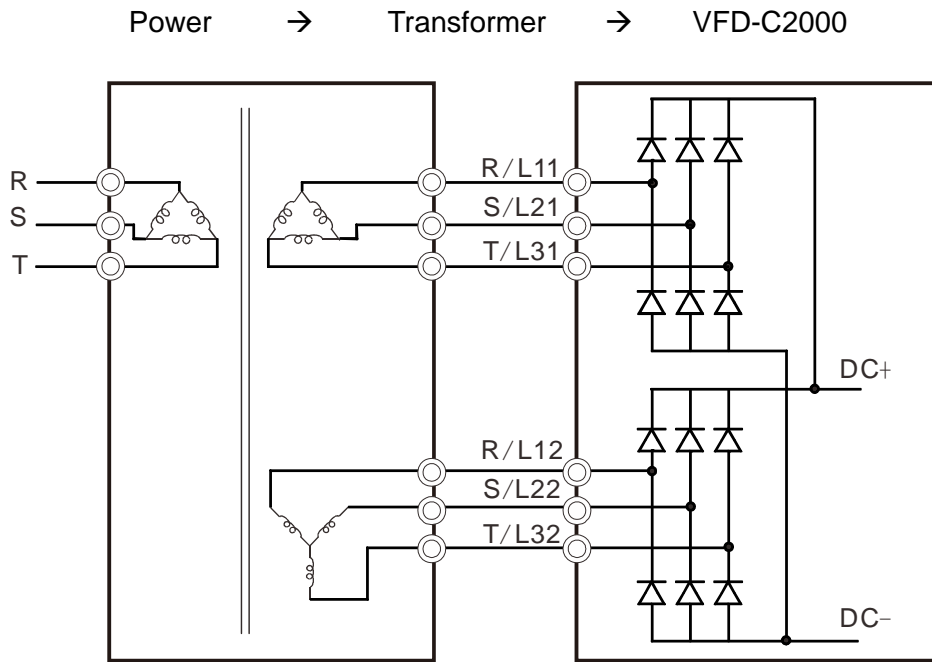 Power → Transformer → VFD-C2000
R
S
T
R/L11
S/L21
T/L31
DC+
R/L12
S/L22
T/L32
DC−